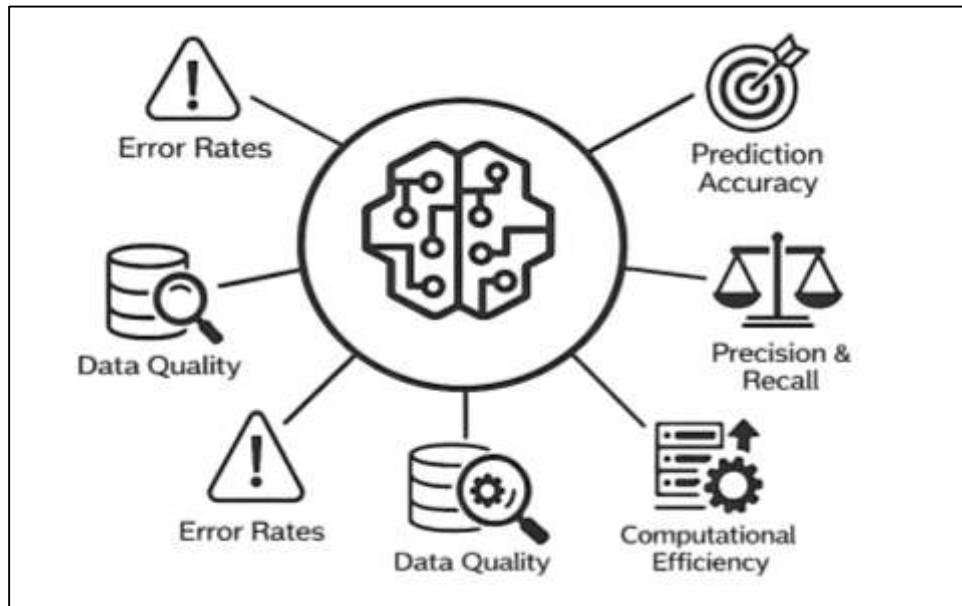 Error Rates
Prediction
Accuracy
Data Quality
Precision &
Recall
Error Rates
Data Quality
Computational
Efficiency